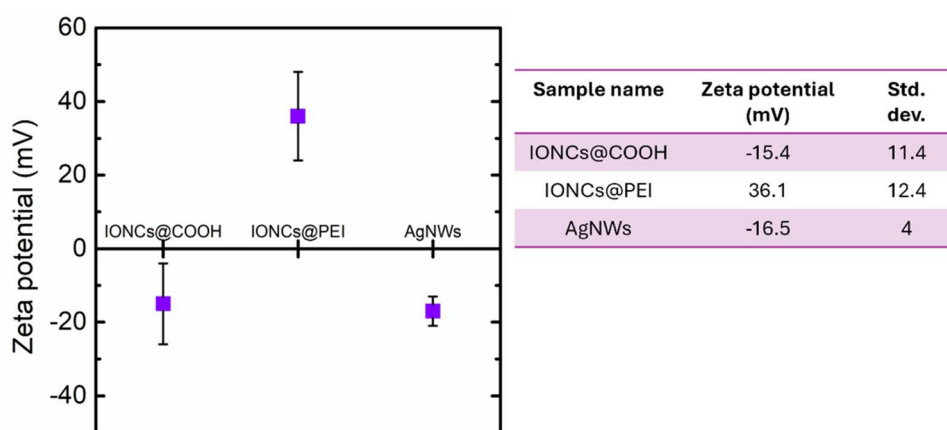 60
40
20
0
-20
-40
Zeta potential (mV)
IONCs@COOH IONCs@PEI AgNWs
Sample name Zeta potential (mV) Std. dev.
IONCs@COOH -15.4 11.4
IONCs@PEI 36.1 12.4
AgNWs -16.5 4